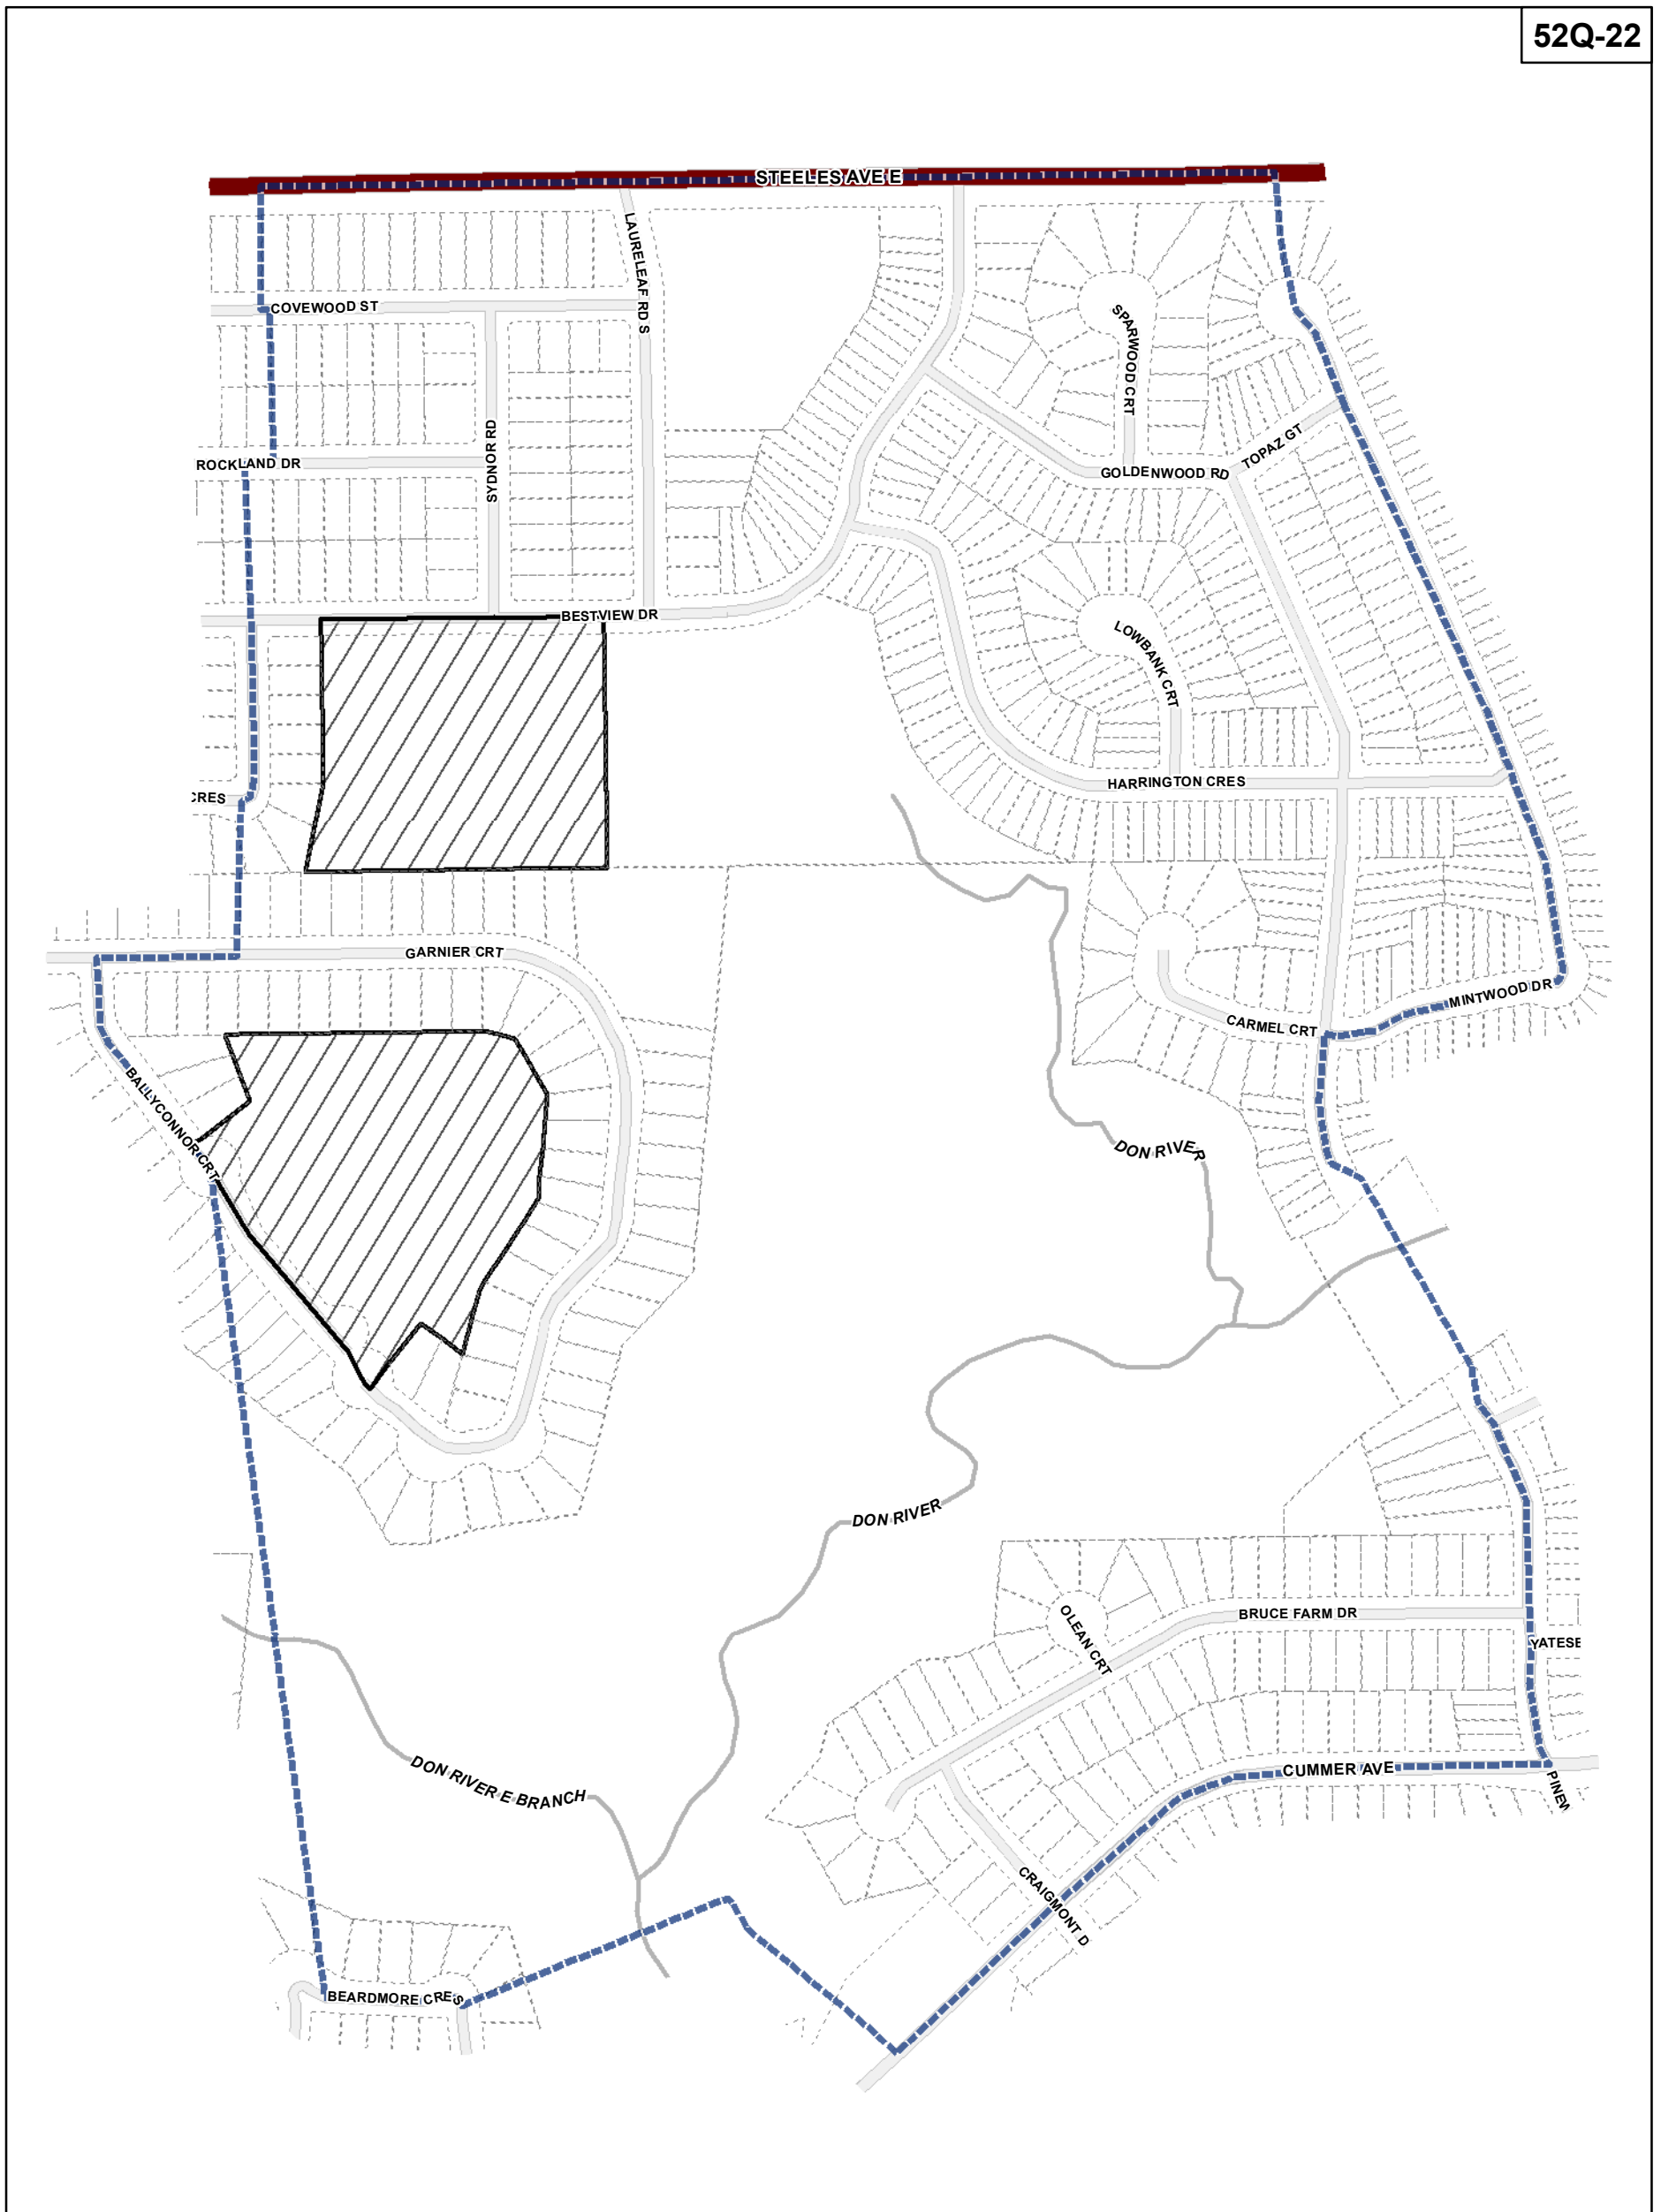 52Q-22
STEELES AVE E
LAURELEAF RD S
COVEWOOD ST
SPARWOOD CRT
ROCKLAND DR
SYDNOR RD
GOLDENWOOD RD
TOPAZ GT
BESTVIEW DR
LOWBANK CRT
HARRINGTON CRES
CRES
GARNIER CRT
MINTWOOD DR
CARMEL CRT
BALLYCONNOR CRT
DON RIVER
DON RIVER
OLEAN CRT
BRUCE FARM DR
YATESB
DON RIVER E BRANCH
CUMMER AVE
PINEW
CRAIGMONT D
BEARDMORE CRES